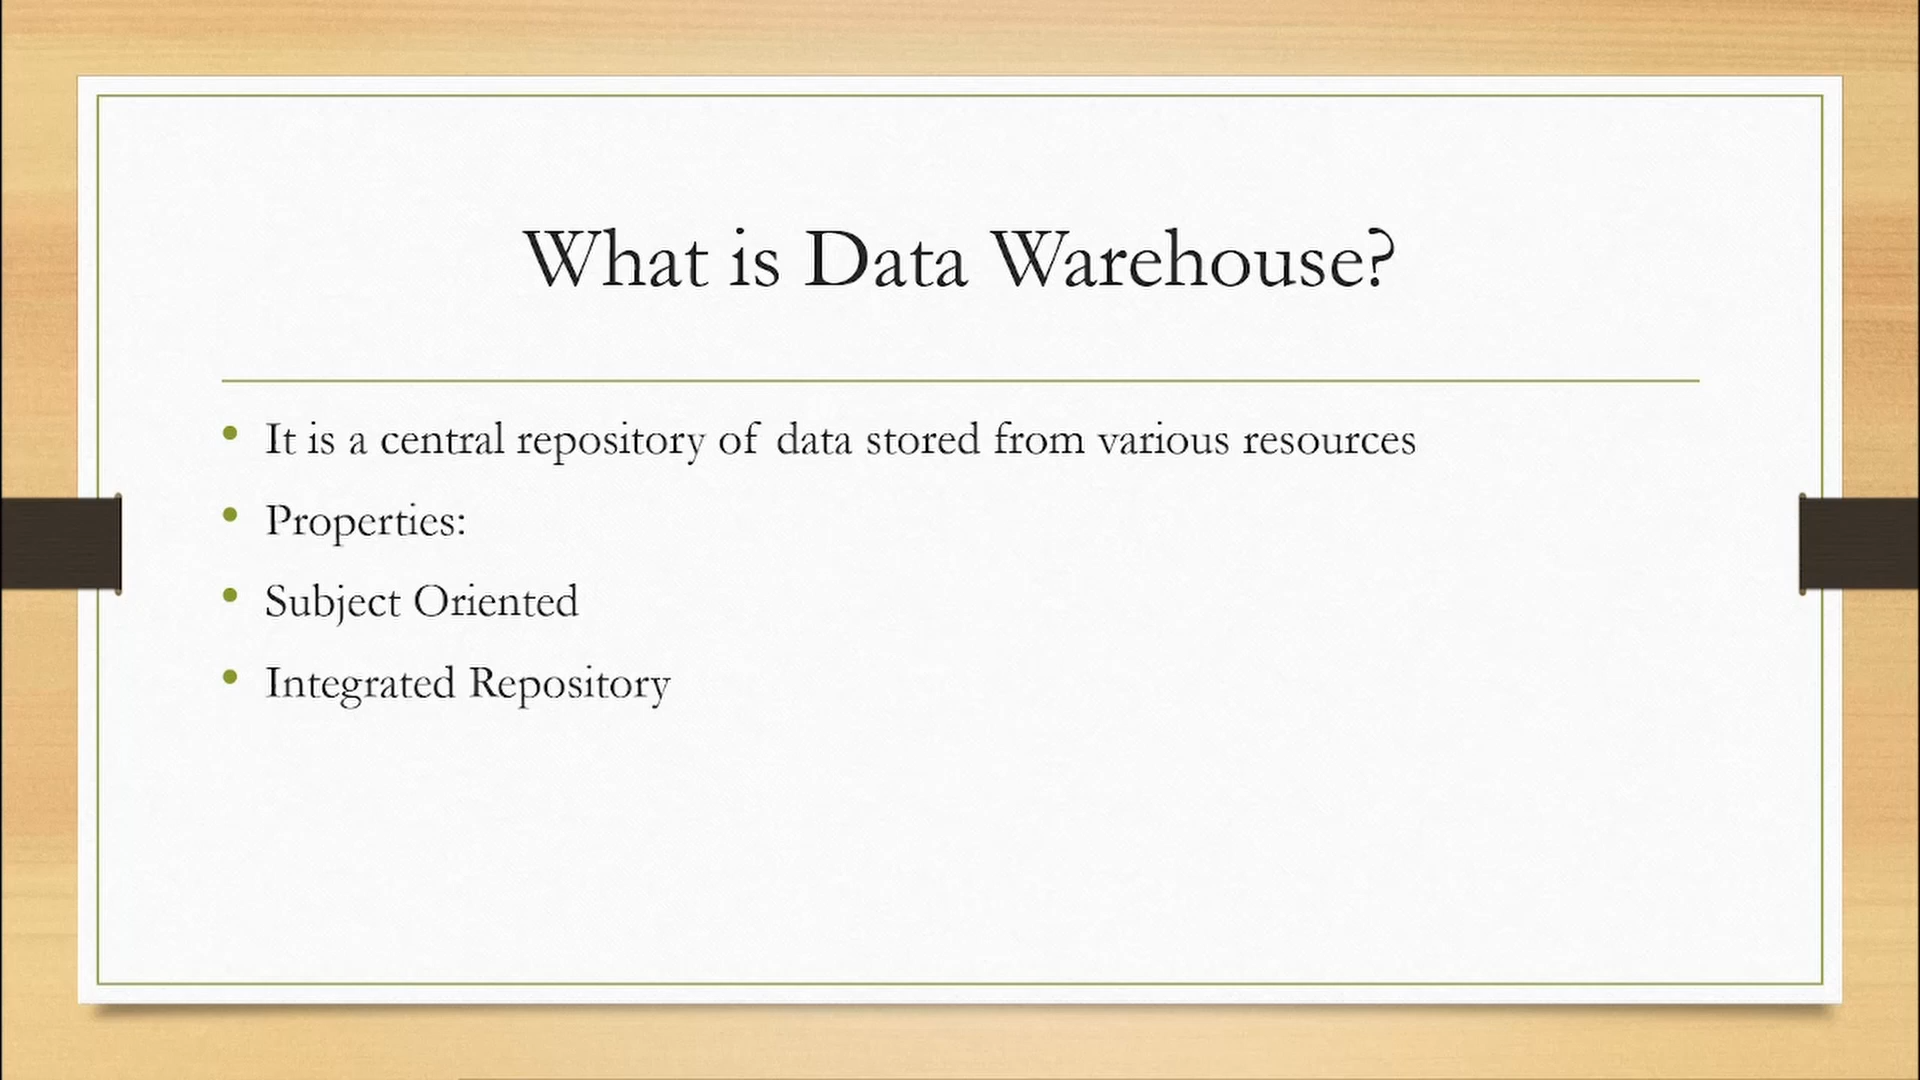 What is Data Warehouse?
• It is a central repository of data stored from various resources
• Properties:
• Subject Oriented
• Integrated Repository